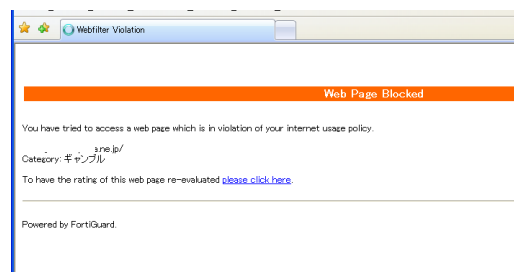 Webfilter Violation
Web Page Blocked
You have tried to access a web page which is in violation of your internet usage policy.
a.ne.jp/
Category: ギャンブル
To have the rating of this web page re-evaluated please click here.
Powered by FortiGuard.